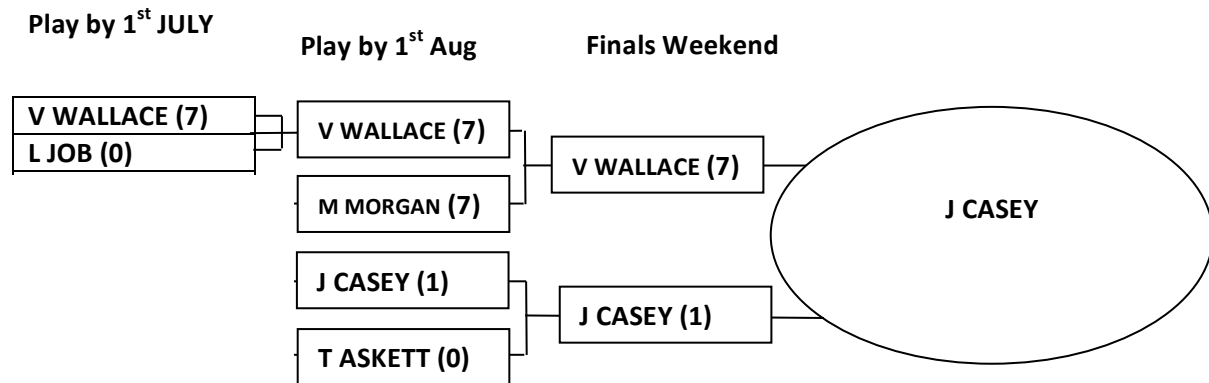 Play by 1st JULY
Play by 1st Aug
Finals Weekend
V WALLACE (7)
L JOB (0)
V WALLACE (7)
M MORGAN (7)
J CASEY (1)
T ASKETT (0)
V WALLACE (7)
J CASEY (1)
J CASEY